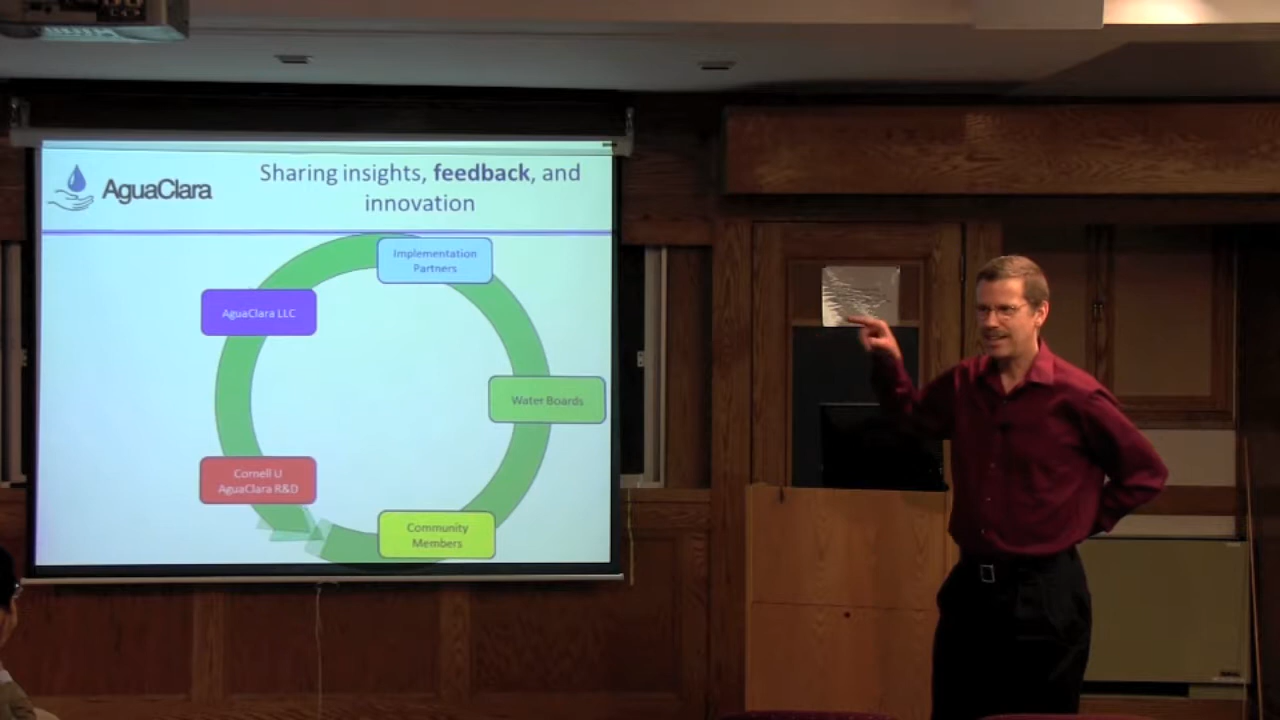 AguaClara
Sharing insights, feedback, and
innovation
Implementation
Partners
AguaClara LLC
Water Boards
Cornell U
AguaClara R&D
Community
Members